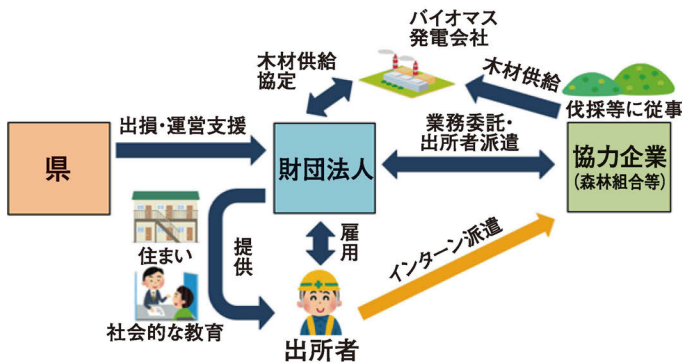 バイオマス
発電会社
木材供給
協定
木材供給
伐採等に従事
出損・運営支援
業務委託・
出所者派遣
県
財団法人
協力企業
(森林組合等)
住まい
提供
雇用
インターン派遣
社会的な教育
出所者